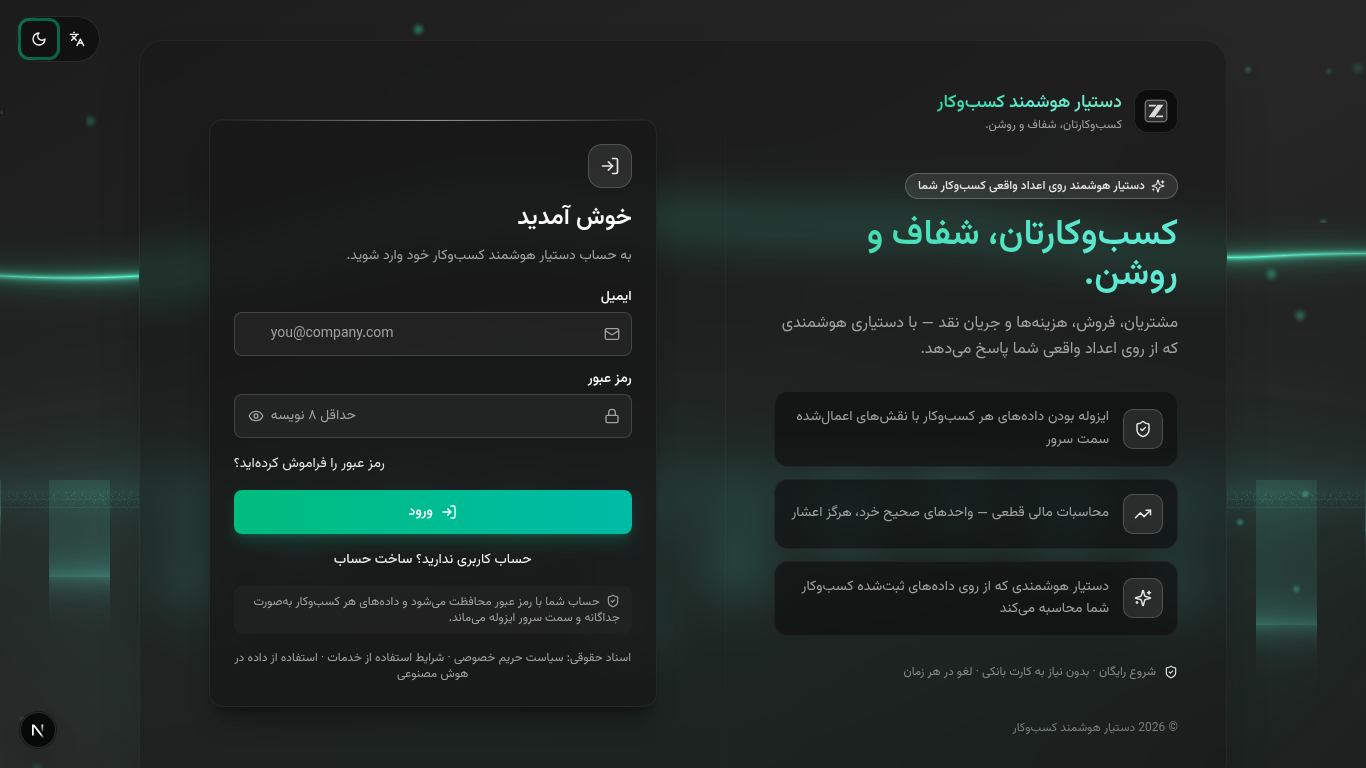 دستیار هوشمند کسب‌وکار
کسب‌وکارتان، شفاف و روشن.
دستیار هوشمند روی اعداد واقعی کسب‌وکار شما
کسب‌وکارتان، شفاف و
روشن.
مشتریان، فروش، هزینه‌ها و جریان نقد — با دستیاری هوشمندی
که از روی اعداد واقعی شما پاسخ می‌دهد.
ایزوله بودن داده‌های هر کسب‌وکار با نقش‌های اعمال‌شده
سمت سرور
محاسبات مالی قطعی — واحدهای صحیح خرد، هرگز اعشار
دستیار هوشمندی که از روی داده‌های ثبت‌شده کسب‌وکار
شما محاسبه می‌کند
شروع رایگان · بدون نیاز به کارت بانکی · لغو در هر زمان
© 2026 دستیار هوشمند کسب‌وکار
خوش آمدید
به حساب دستیار هوشمند کسب‌وکار خود وارد شوید.
ایمیل
you@company.com
رمز عبور
حداقل ۸ نویسه
رمز عبور را فراموش کرده‌اید؟
ورود
حساب کاربری ندارید؟ ساخت حساب
حساب شما با رمز عبور محافظت می‌شود و داده‌های هر کسب‌وکار به‌صورت
جداگانه و سمت سرور ایزوله می‌ماند.
اسناد حقوقی: سیاست حریم خصوصی · شرایط استفاده از خدمات · استفاده از داده در
هوش مصنوعی